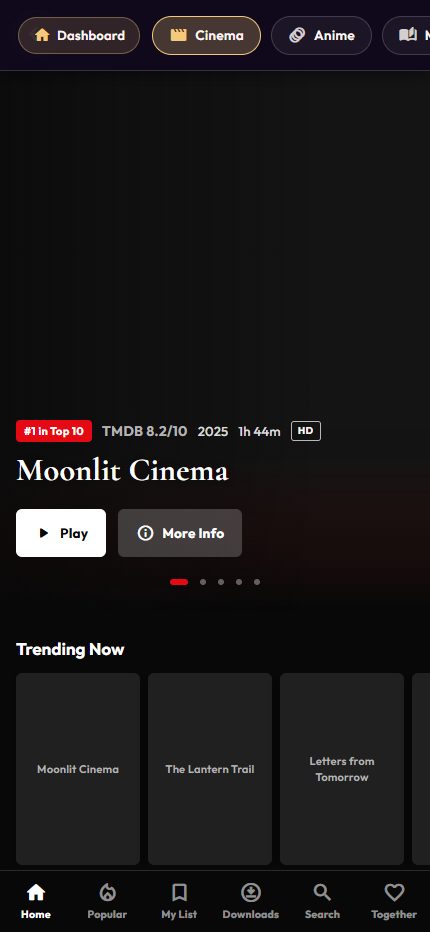 Dashboard
Cinema
Anime
#1 in Top 10
TMDB 8.2/10
2025
1h 44m
HD
Moonlit Cinema
Play
More Info
Trending Now
Moonlit Cinema
The Lantern Trail
Letters from
Tomorrow
Home
Popular
My List
Downloads
Search
Together